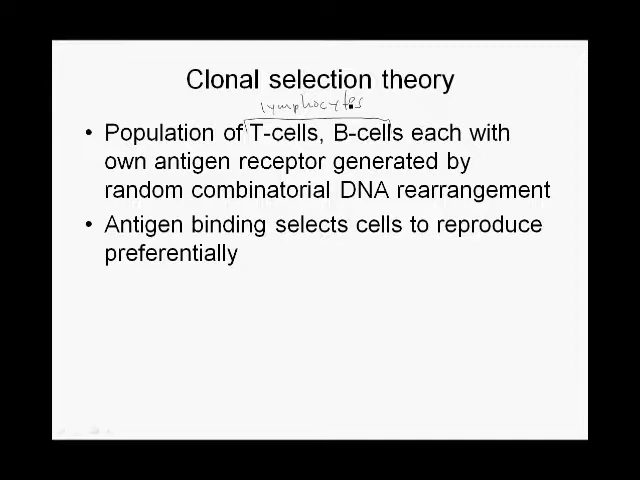 Clonal selection theory
lymphocytes
• Population of T-cells, B-cells each with
own antigen receptor generated by
random combinatorial DNA rearrangement
• Antigen binding selects cells to reproduce
preferentially